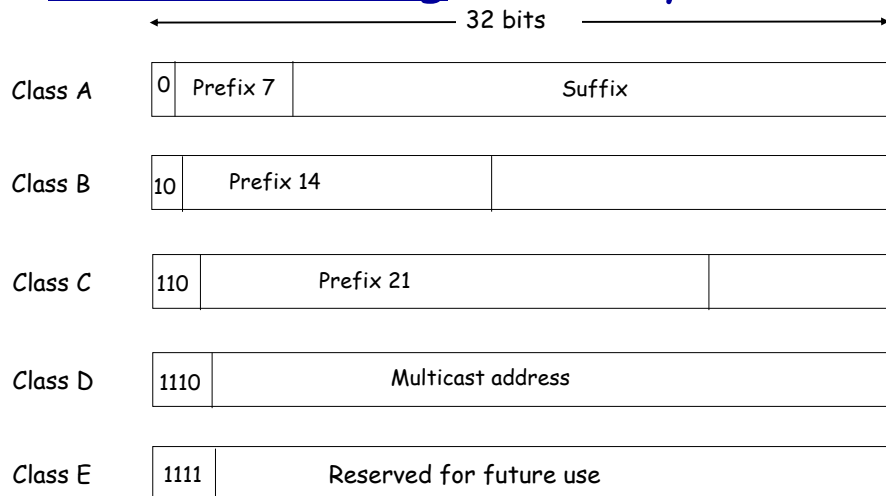 32 bits
Class A 0 Prefix 7 Suffix
Class B 10 Prefix 14
Class C 110 Prefix 21
Class D 1110 Multicast address
Class E 1111 Reserved for future use